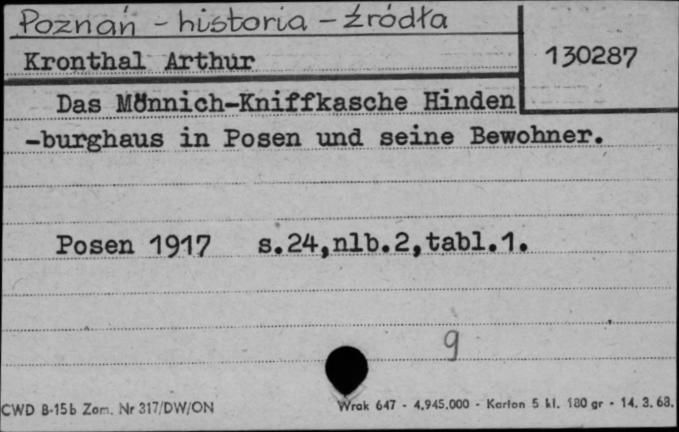 Poznań - historia - źródła
Kronthal Arthur
130287
Das Mönnich-Kniffkasche Hinden
-burghaus in Posen und seine Bewohner.
Posen 1917 s.24,nlb.2,tabl.1.
9
CWD B-15b Zam. Nr 317/DW/ON
Wrak 647 - 4.945.000 - Karton 5 kl. 180 gr - 14. 3. 68.